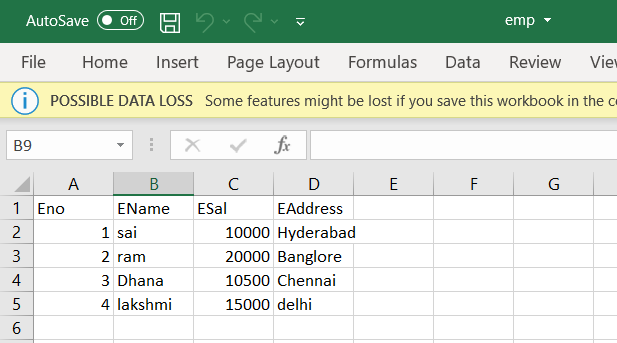 AutoSave Off emp
File Home Insert Page Layout Formulas Data Review
POSSIBLE DATA LOSS Some features might be lost if you save this workbook in the
B9 fx
A B C D E F G
1 Eno EName ESal EAddress
2 1 sai 10000 Hyderabad
3 2 ram 20000 Banglore
4 3 Dhana 10500 Chennai
5 4 lakshmi 15000 delhi
6